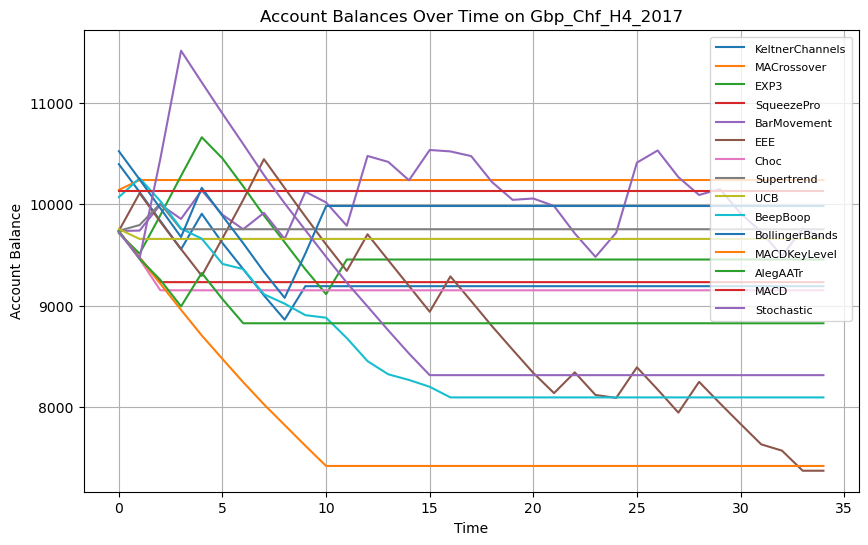 Account Balances Over Time on Gbp_Chf_H4_2017
Account Balance
11000
10000
9000
8000
0 5 10 15 20 25 30 35
Time
KeltnerChannels
MACrossover
EXP3
SqueezePro
BarMovement
EEE
Choc
Supertrend
UCB
BeepBoop
BollingerBands
MACDKeyLevel
AlegAATr
MACD
Stochastic